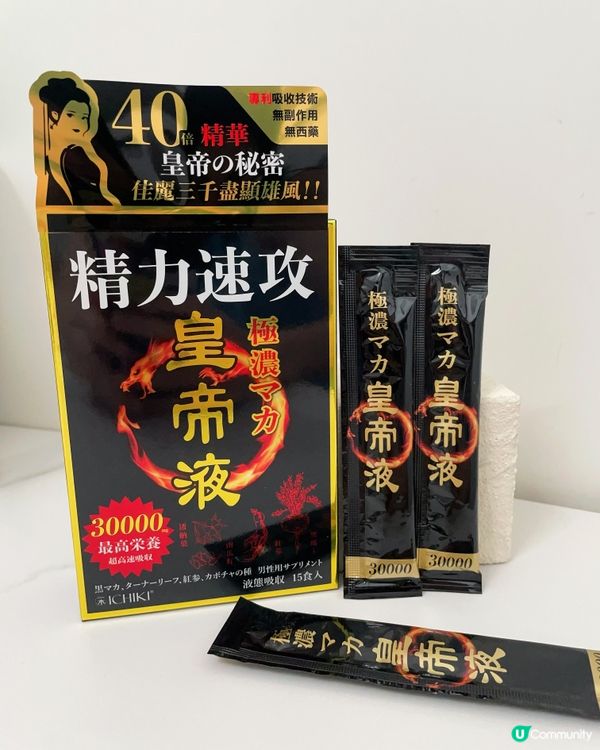 40倍 精華
專利吸收技術
無副作用
無西藥
皇帝の秘密
佳麗三千盡顯雄風!!
精力速攻
極濃マカ
皇帝液
30000mg
最高栄養
超高速吸収
紅參
黒マカ、ターナーリーフ、紅参、カボチャの種 男性用サプリメント
液態吸収 15食入
ICHIKI®
極濃マカ 皇帝液
30000
極濃マカ 皇帝液
30000
極濃マカ 皇帝液
3000
U Community